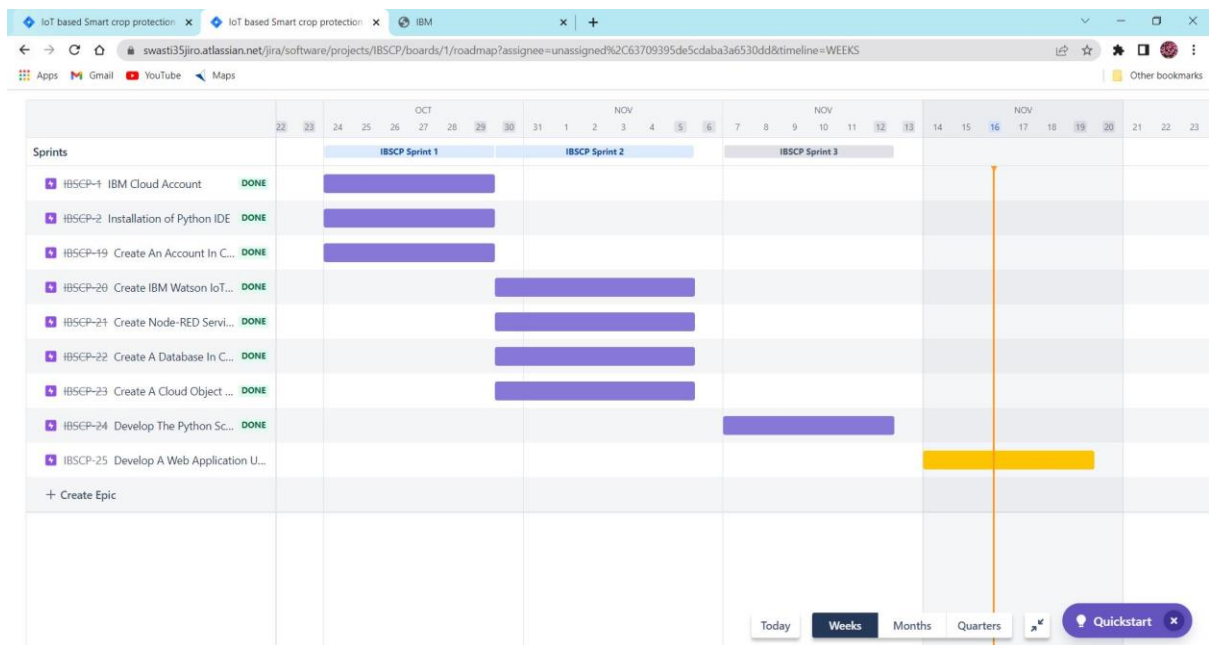 IoT based Smart crop protection
IoT based Smart crop protection
IBM
swasti35jiro.atlassian.net/jira/software/projects/IBSCP/boards/1/roadmap?assignee=unassigned%2C63709395de5cdaba3a6530dd&timeline=WEEKS
Apps Gmail YouTube Maps Other bookmarks
OCT NOV NOV NOV
22 23 24 25 26 27 28 29 30 31 1 2 3 4 5 6 7 8 9 10 11 12 13 14 15 16 17 18 19 20 21 22 23
Sprints IBSCP Sprint 1 IBSCP Sprint 2 IBSCP Sprint 3
IBSCP-1 IBM Cloud Account DONE
IBSCP-2 Installation of Python IDE DONE
IBSCP-19 Create An Account In C... DONE
IBSCP-20 Create IBM Watson IoT... DONE
IBSCP-21 Create Node-RED Servi... DONE
IBSCP-22 Create A Database In C... DONE
IBSCP-23 Create A Cloud Object ... DONE
IBSCP-24 Develop The Python Sc... DONE
IBSCP-25 Develop A Web Application U...
+ Create Epic
Today Weeks Months Quarters Quickstart